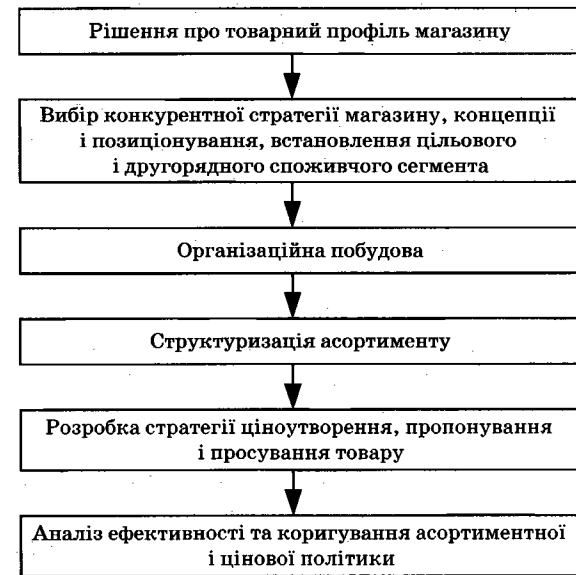 Рішення про товарний профіль магазину
Вибір конкурентної стратегії магазину, концепції
і позиціонування, встановлення цільового
і другорядного споживчого сегмента
Організаційна побудова
Структуризація асортименту
Розробка стратегії ціноутворення, пропонування
і просування товару
Аналіз ефективності та коригування асортиментної
і цінової політики